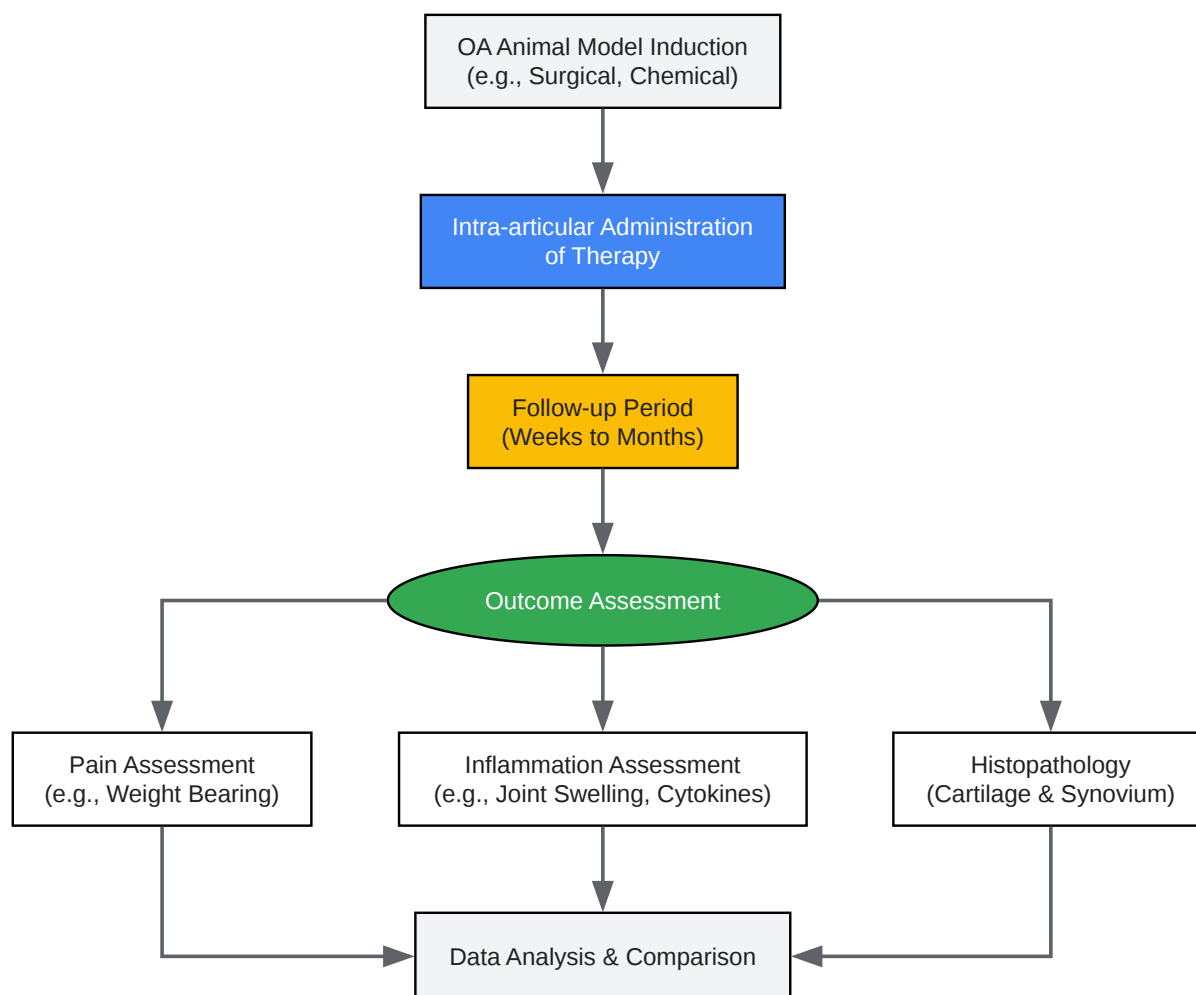 OA Animal Model Induction
(e.g., Surgical, Chemical)
Intra-articular Administration
of Therapy
Follow-up Period
(Weeks to Months)
Outcome Assessment
Pain Assessment
(e.g., Weight Bearing)
Inflammation Assessment
(e.g., Joint Swelling, Cytokines)
Histopathology
(Cartilage & Synovium)
Data Analysis & Comparison